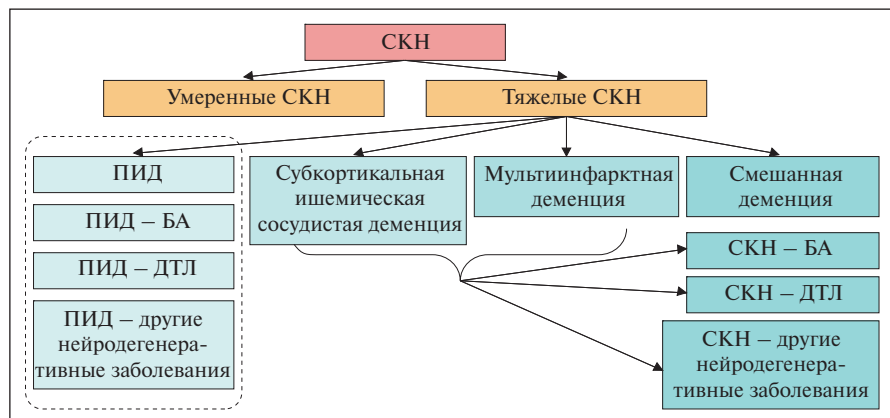 СКН
Умеренные СКН
Тяжелые СКН
ПИД
ПИД – БА
ПИД – ДТЛ
ПИД – другие
нейродегенера-
тивные заболевания
Субкортикальная
ишемическая
сосудистая деменция
Мультиинфарктная
деменция
Смешанная
деменция
СКН – БА
СКН – ДТЛ
СКН – другие
нейродегенера-
тивные заболевания